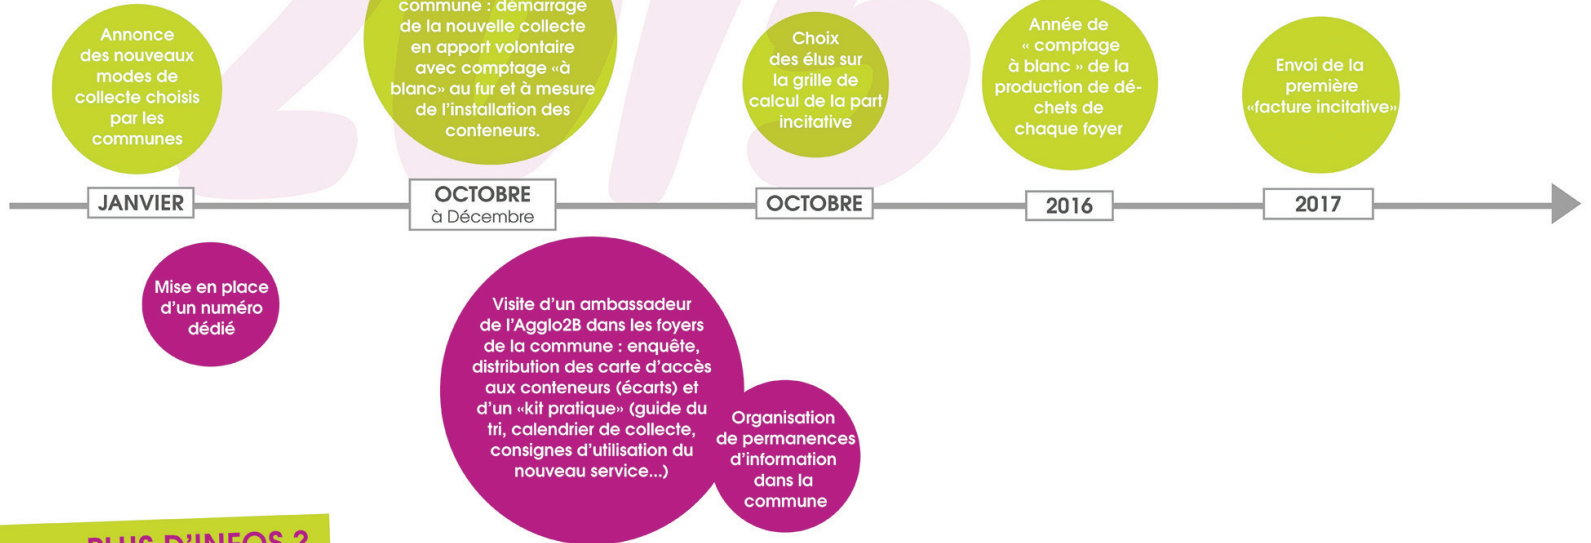 2015
Annonce
des nouveaux
modes de
collecte choisis
par les
communes
commune : démarrage
de la nouvelle collecte
en apport volontaire
avec comptage «à
blanc» au fur et à mesure
de l'installation des
conteneurs.
Choix
des élus sur
la grille de
calcul de la part
incitative
Année de
« comptage
à blanc » de la
production de dé-
chets de
chaque foyer
Envoi de la
première
«facture incitative»
JANVIER
OCTOBRE
à Décembre
OCTOBRE
2016
2017
Mise en place
d'un numéro
dédié
Visite d'un ambassadeur
de l'Agglo2B dans les foyers
de la commune : enquête,
distribution des carte d'accès
aux conteneurs (écarts) et
d'un «kit pratique» (guide du
tri, calendrier de collecte,
consignes d'utilisation du
nouveau service...)
Organisation
de permanences
d'information
dans la
commune
PLUS D'INFOS ?